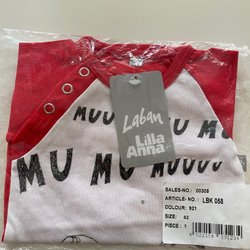 MUUU
MU
MU
MU
MUUUU
Laban
Lilla
Anna
SALES-NO.: 00305
ARTICLE- NO.: LBK 058
COLOUR: 921
SIZE: 62
PIECE: 1